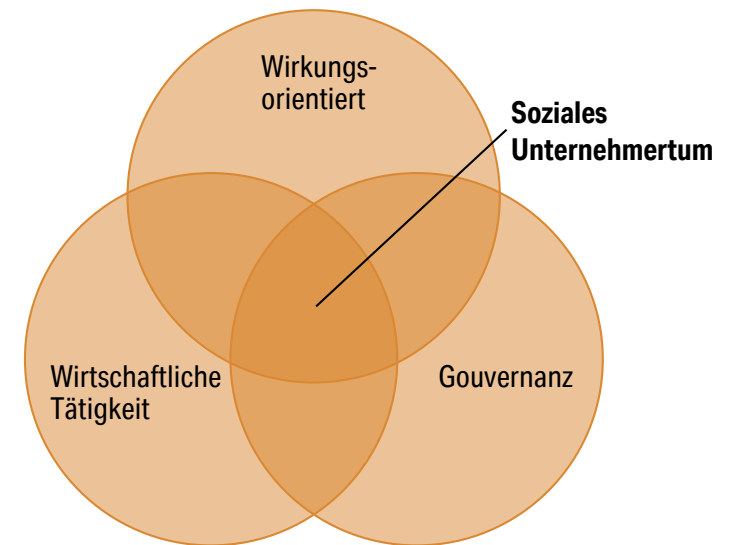 Wirkungs-
orientiert
Soziales
Unternehmertum
Wirtschaftliche
Tätigkeit
Gouvernanz